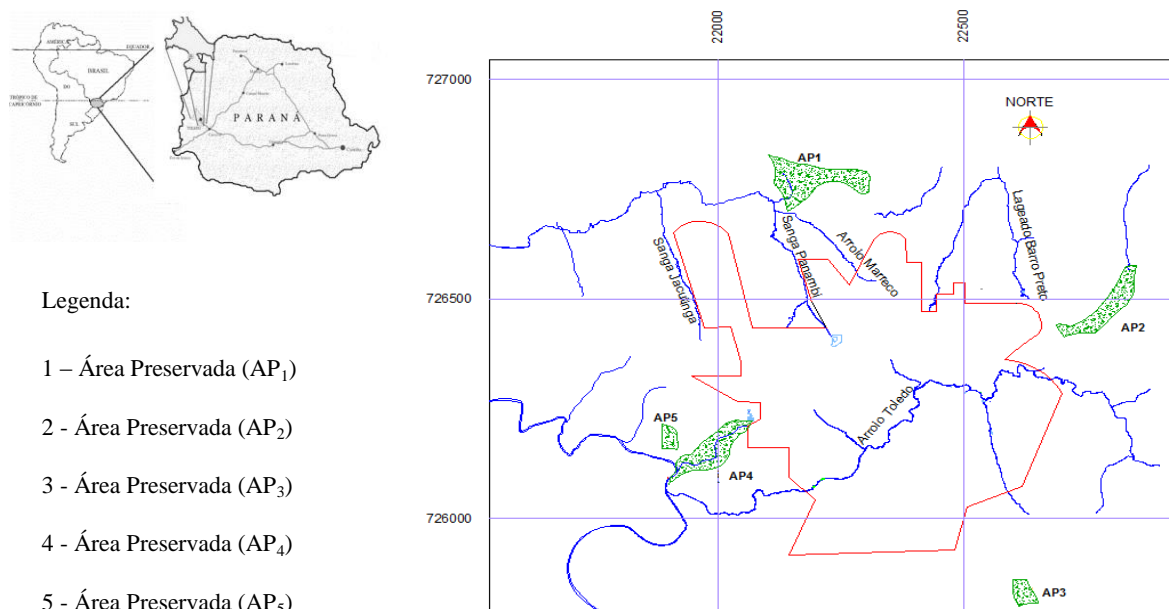 AMÉRICA
EQUADOR
BRASIL
DO
TRÓPICO DE
CAPRICÓRNIO
SUL
PARANÁ
22000
22500
727000
726500
726000
NORTE
AP1
Sanga Jacutinga
Sanga Panambi
Arroio Marreco
Lageado Barro Preto
AP2
Arroio Toledo
AP5
AP4
AP3
Legenda:
1 – Área Preservada (AP₁)
2 - Área Preservada (AP₂)
3 - Área Preservada (AP₃)
4 - Área Preservada (AP₄)
5 - Área Preservada (AP₅)